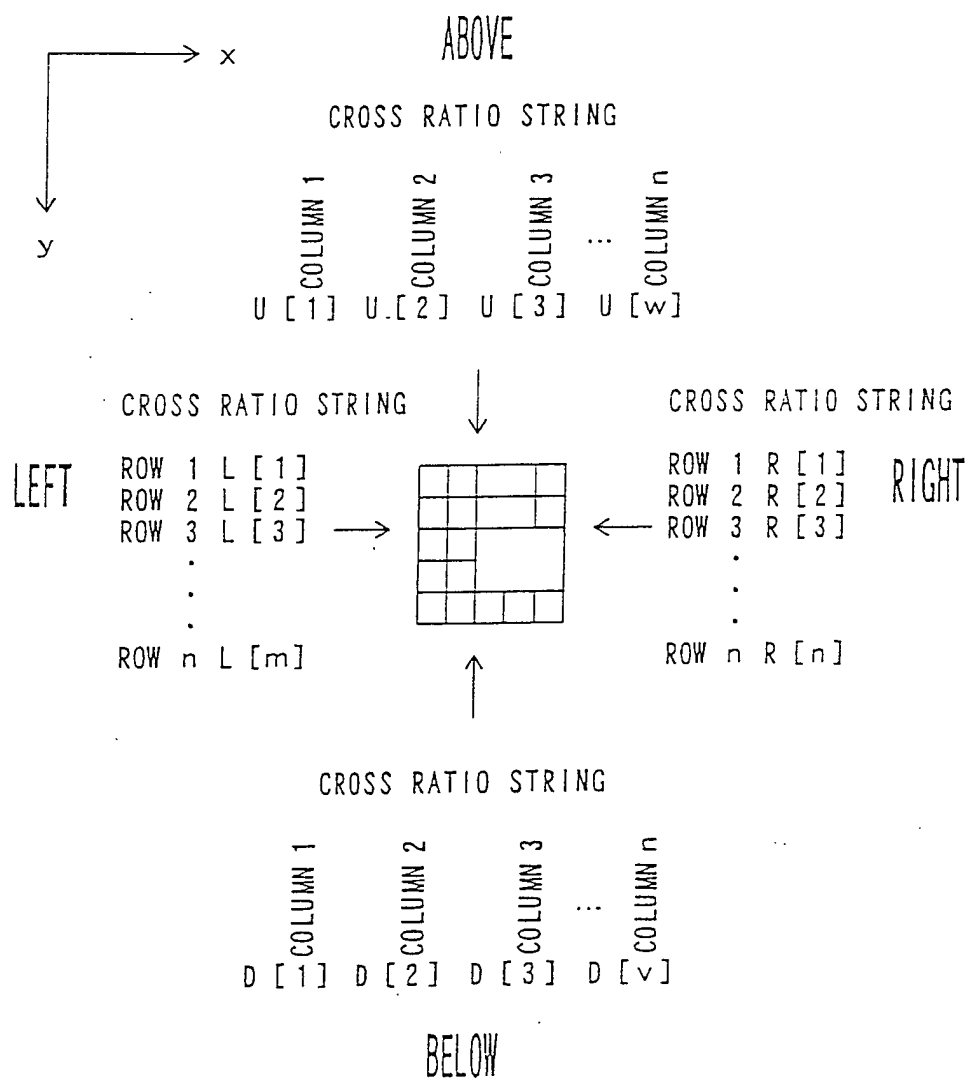 ABOVE
x
y
CROSS RATIO STRING
COLUMN 1 COLUMN 2 COLUMN 3 ... COLUMN n
U [1] U [2] U [3] U [w]
CROSS RATIO STRING
LEFT
ROW 1 L [1]
ROW 2 L [2]
ROW 3 L [3]
ROW n L [m]
CROSS RATIO STRING
RIGHT
ROW 1 R [1]
ROW 2 R [2]
ROW 3 R [3]
ROW n R [n]
CROSS RATIO STRING
COLUMN 1 COLUMN 2 COLUMN 3 ... COLUMN n
D [1] D [2] D [3] D [v]
BELOW